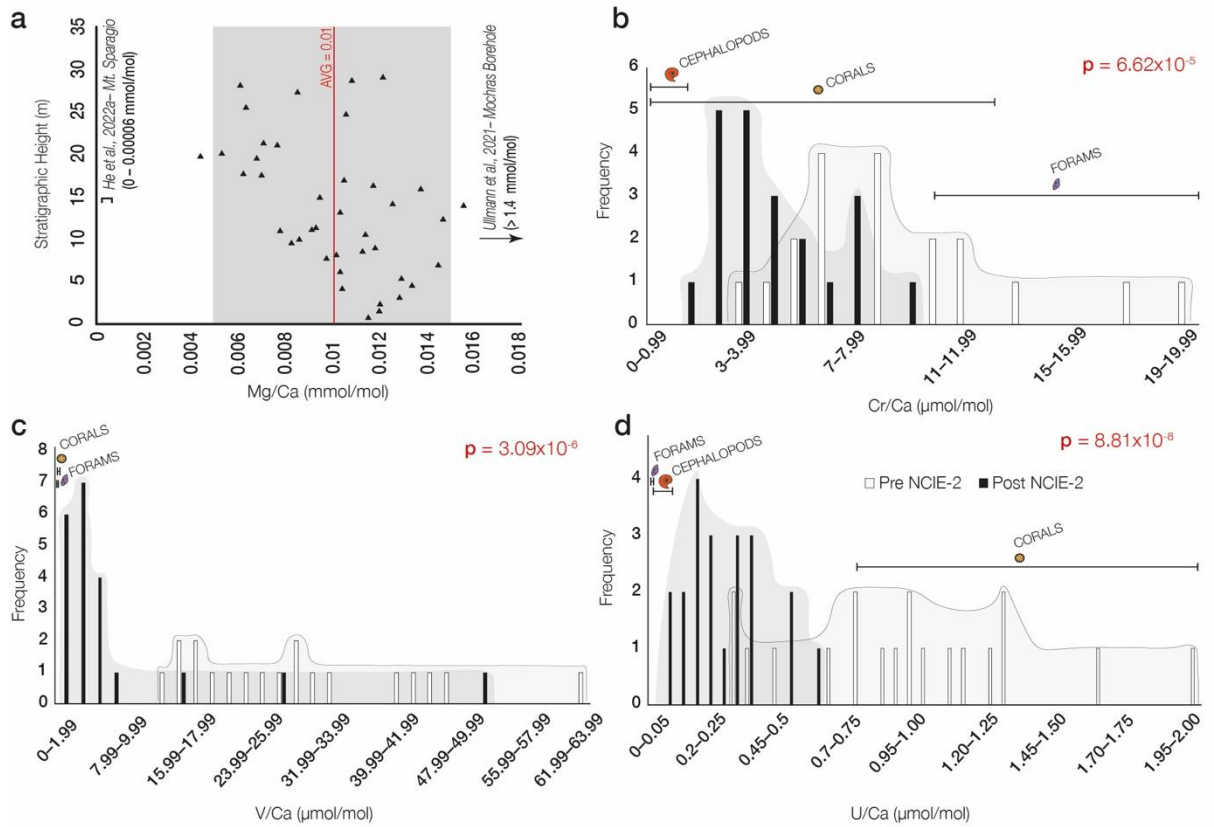 a
Stratigraphic Height (m)
35
30
25
20
15
10
5
0
He et al., 2022a– Mt. Sparagio
(0 – 0.00006 mmol/mol)
AVG = 0.01
Ullmann et al., 2021– Mochras Borehole
(> 1.4 mmol/mol)
0
0.002
0.004
0.006
0.008
0.01
0.012
0.014
0.016
0.018
Mg/Ca (mmol/mol)
b
CEPHALOPODS
CORALS
FORAMS
p = 6.62x10⁻⁵
Frequency
6
5
4
3
2
1
0
0–0.99
3–3.99
7–7.99
11–11.99
15–15.99
19–19.99
Cr/Ca (µmol/mol)
c
CORALS
FORAMS
p = 3.09x10⁻⁶
Frequency
8
7
6
5
4
3
2
1
0
0–1.99
7.99–9.99
15.99–17.99
23.99–25.99
31.99–33.99
39.99–41.99
47.99–49.99
55.99–57.99
61.99–63.99
V/Ca (µmol/mol)
d
FORAMS
CEPHALOPODS
p = 8.81x10⁻⁸
Pre NCIE-2 Post NCIE-2
CORALS
Frequency
4
3
2
1
0
0–0.05
0.2–0.25
0.45–0.5
0.7–0.75
0.95–1.00
1.20–1.25
1.45–1.50
1.70–1.75
1.95–2.00
U/Ca (µmol/mol)